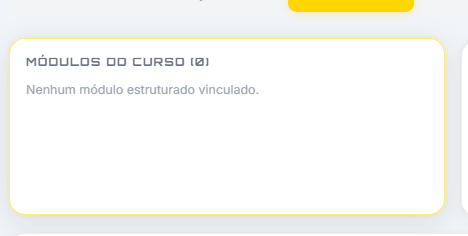 MÓDULOS DO CURSO (0)
Nenhum módulo estruturado vinculado.